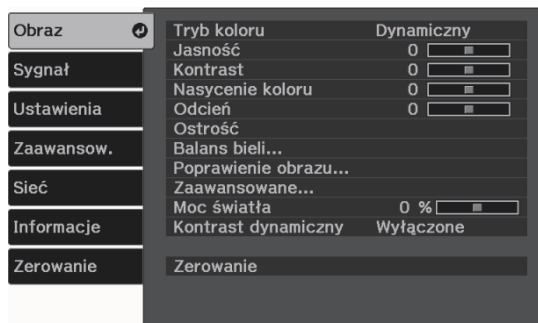 Obraz
Sygnał
Ustawienia
Zaawansow.
Sieć
Informacje
Zerowanie
Tryb koloru Dynamiczny
Jasność 0
Kontrast 0
Nasycenie koloru 0
Odcień 0
Ostrość
Balans bieli...
Poprawienie obrazu...
Zaawansowane...
Moc światła 0 %
Kontrast dynamiczny Wyłączone
Zerowanie